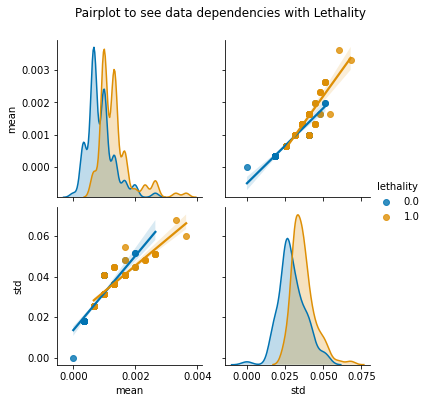 Pairplot to see data dependencies with Lethality
0.003
0.002
0.001
0.000
mean
lethality
0.0
1.0
0.06
0.04
0.02
0.00
std
0.000 0.002 0.004
mean
0.000 0.025 0.050 0.075
std